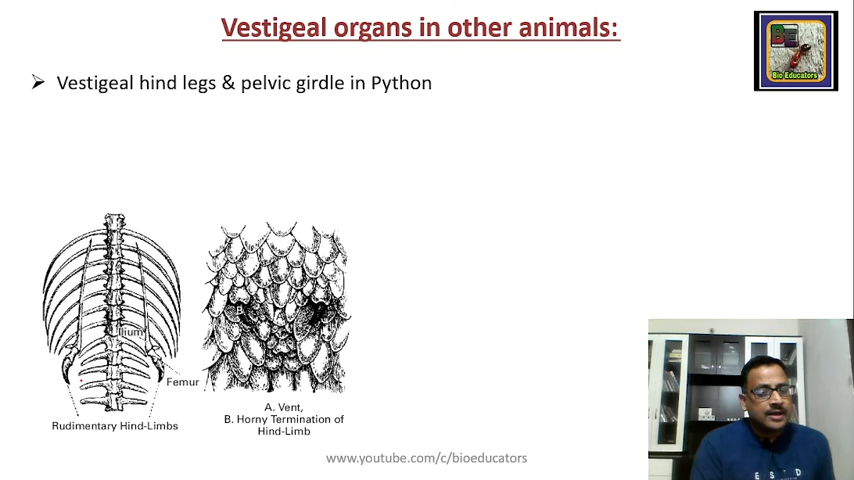 Vestigeal organs in other animals:
BE
Bio Educators
➢ Vestigeal hind legs & pelvic girdle in Python
Ilium
Femur
Rudimentary Hind-Limbs
A. Vent,
B. Horny Termination of
Hind-Limb
www.youtube.com/c/bioeducators